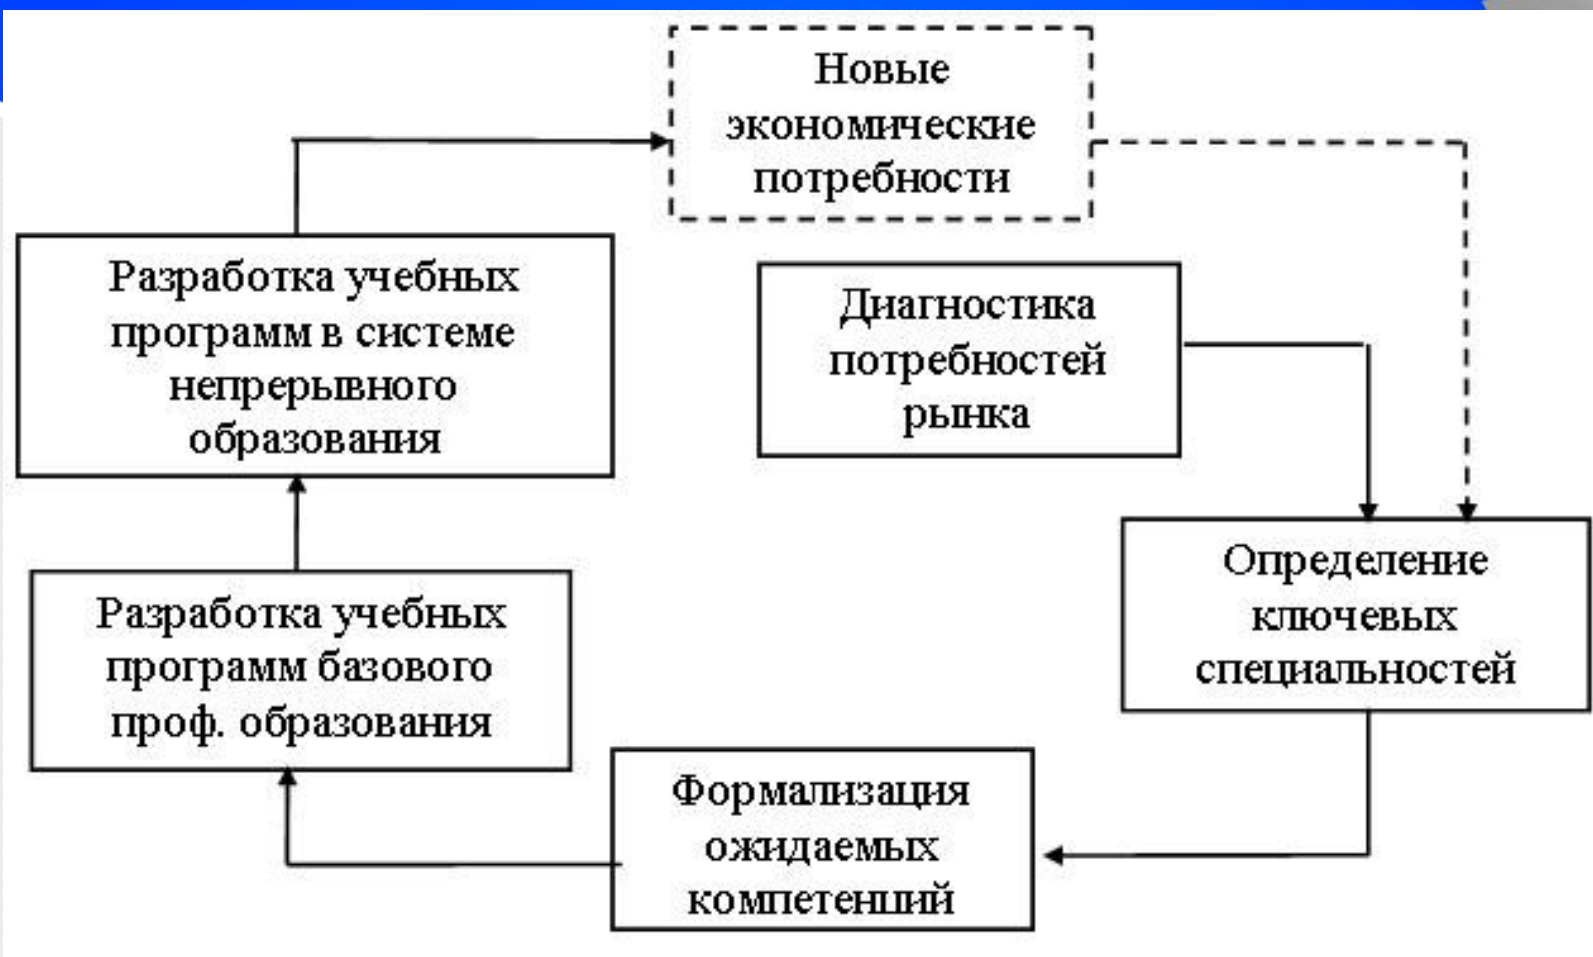 Новые
экономические
потребности
Диагностика
потребностей
рынка
Определение
ключевых
специальностей
Формализация
ожидаемых
компетенций
Разработка учебных
программ базового
проф. образования
Разработка учебных
программ в системе
непрерывного
образования